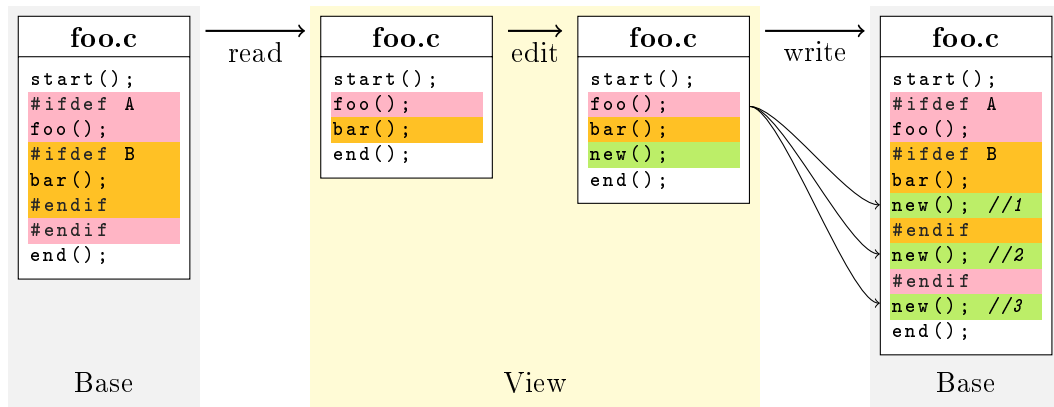 foo.c
start();
#ifdef A
foo();
#ifdef B
bar();
#endif
#endif
end();
Base
read
foo.c
start();
foo();
bar();
end();
edit
foo.c
start();
foo();
bar();
new();
end();
View
write
foo.c
start();
#ifdef A
foo();
#ifdef B
bar();
new(); //1
#endif
new(); //2
#endif
new(); //3
end();
Base